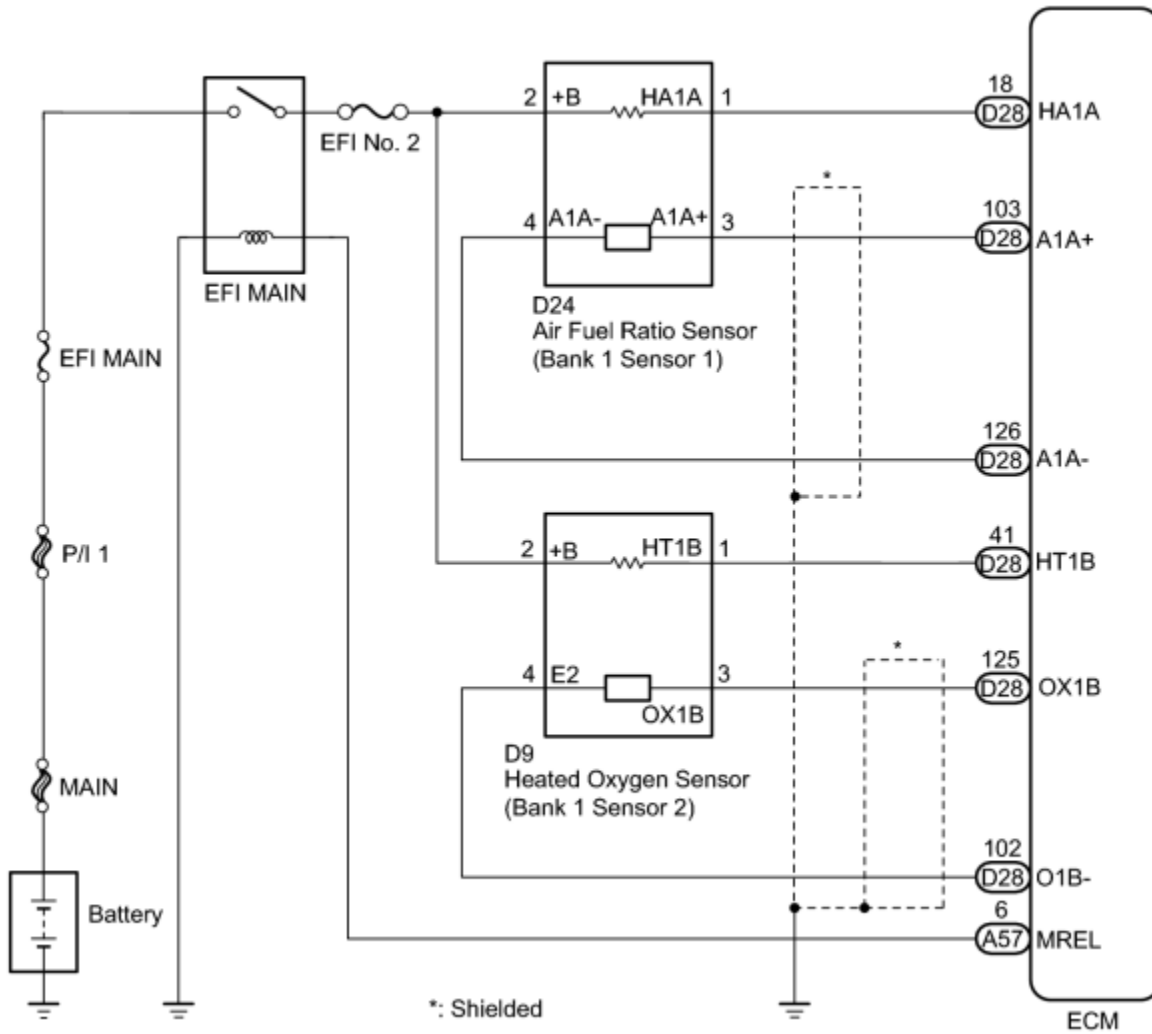 18
2 +B HA1A 1 D28 HA1A
EFI No. 2
*
103
4 A1A- A1A+ 3 D28 A1A+
EFI MAIN
D24
Air Fuel Ratio Sensor
(Bank 1 Sensor 1)
EFI MAIN
126
D28 A1A-
41
P/I 1
2 +B HT1B 1 D28 HT1B
*
125
4 E2 3 D28 OX1B
OX1B
D9
Heated Oxygen Sensor
(Bank 1 Sensor 2)
MAIN
102
D28 O1B-
6
Battery
A57 MREL
*: Shielded
ECM